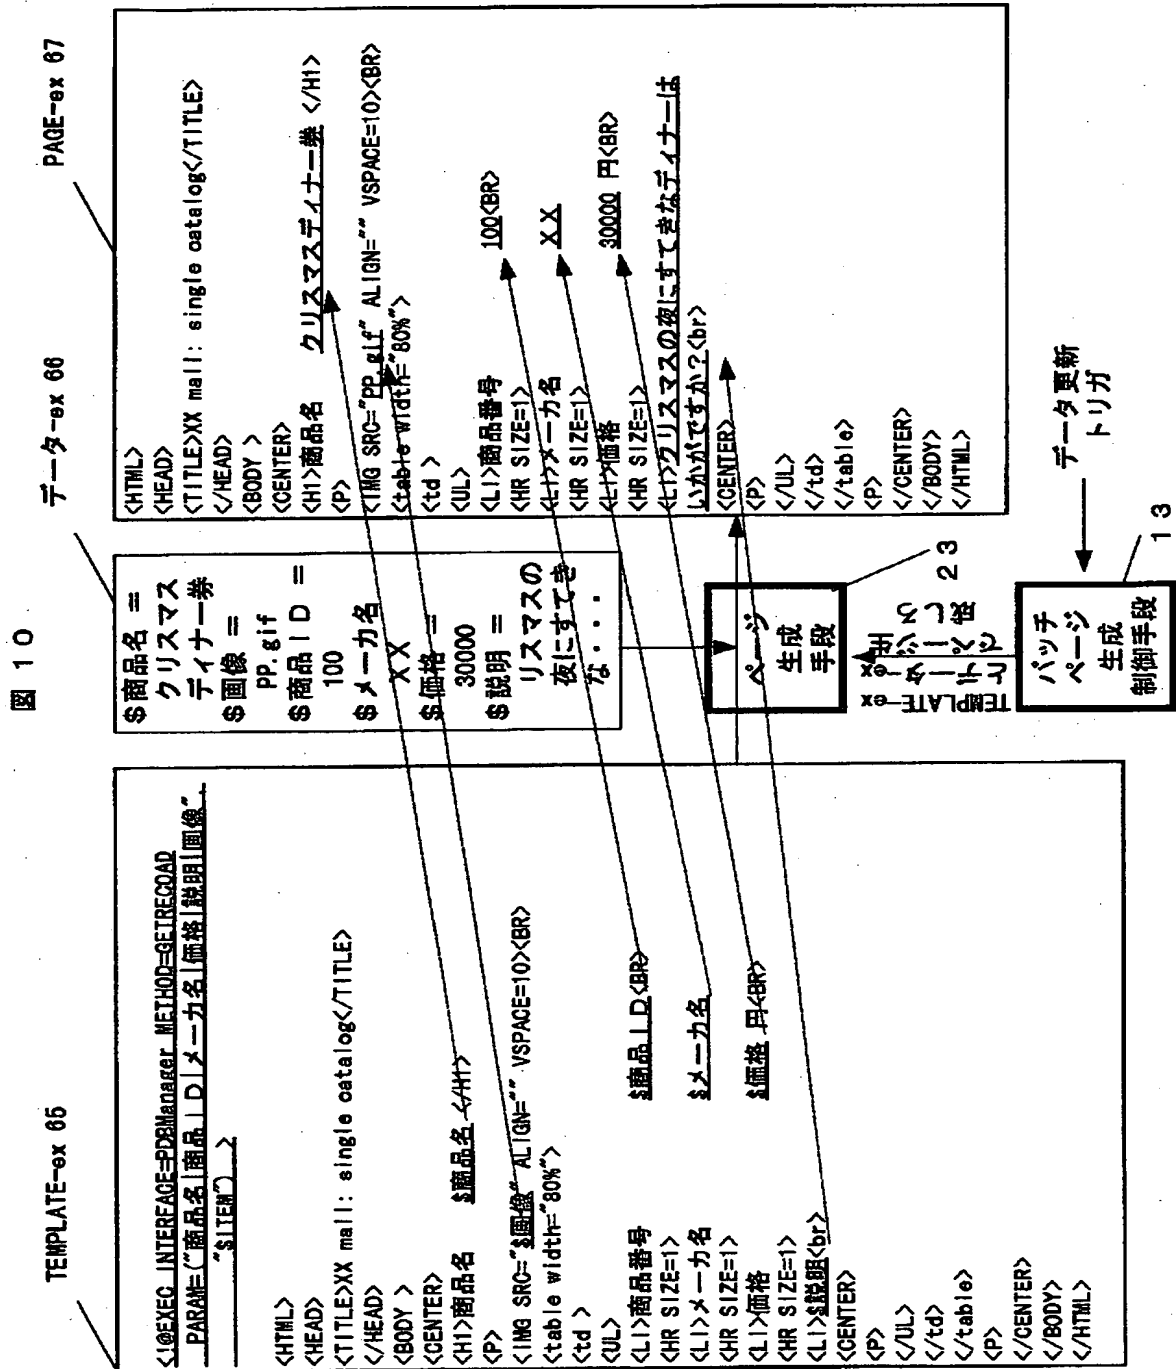 図 10
TEMPLATE-ex 65
<!@EXEC INTERFACE=PDBManager METHOD=GETRECOAD
PARAM=("商品名|商品ID|メーカ名|価格|説明|画像",
"$ITEM") >
<HTML>
<HEAD>
<TITLE>XX mall: single catalog</TITLE>
</HEAD>
<BODY >
<CENTER>
<H1>商品名 $商品名 </H1>
<P>
<IMG SRC="$画像" ALIGN="" VSPACE=10><BR>
<table width="80%">
<td >
<UL>
<LI>商品番号 $商品ID<BR>
<HR SIZE=1>
<LI>メーカ名 $メーカ名
<HR SIZE=1>
<LI>価格 $価格 円<BR>
<HR SIZE=1>
<LI>$説明<br>
<CENTER>
<P>
</UL>
</td>
</table>
<P>
</CENTER>
</BODY>
</HTML>
データ-ex 66
$商品名 =
クリスマス
ディナー券
$画像 =
PP.gif
$商品ID =
100
$メーカ名
XX
$価格 =
30000
$説明 =
リスマスの
夜にすてき
な....
PAGE-ex 67
<HTML>
<HEAD>
<TITLE>XX mall: single catalog</TITLE>
</HEAD>
<BODY >
<CENTER>
<H1>商品名 クリスマスディナー券 </H1>
<P>
<IMG SRC="PP.gif" ALIGN="" VSPACE=10><BR>
<table width="80%">
<td >
<UL>
<LI>商品番号 100<BR>
<HR SIZE=1>
<LI>メーカ名 XX
<HR SIZE=1>
<LI>価格 30000 円<BR>
<HR SIZE=1>
<LI>クリスマスの夜にすてきなディナーは
いかがですか?<br>
<CENTER>
<P>
</UL>
</td>
</table>
<P>
</CENTER>
</BODY>
</HTML>
ページ
生成
手段
23
TEMPLATE-ex
バッチ
ページ
生成
制御手段
13
データ更新
トリガ